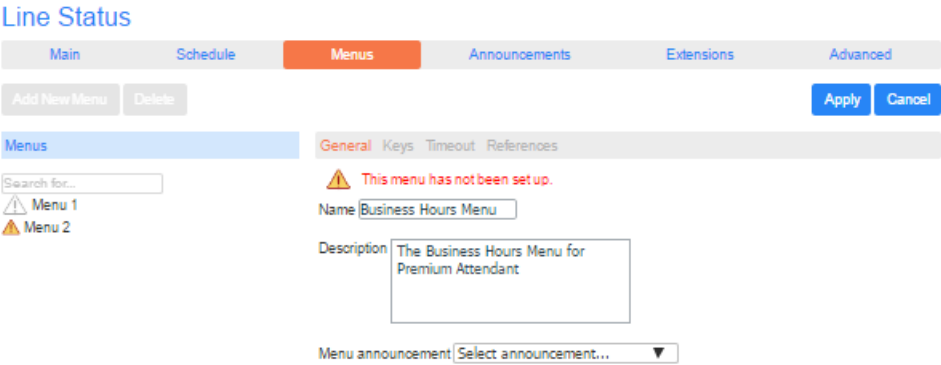 Line Status
Main Schedule Menus Announcements Extensions Advanced
Add New Menu Delete Apply Cancel
Menus
General Keys Timeout References
Search for...
This menu has not been set up.
Menu 1
Name Business Hours Menu
Menu 2
Description The Business Hours Menu for
Premium Attendant
Menu announcement Select announcement...